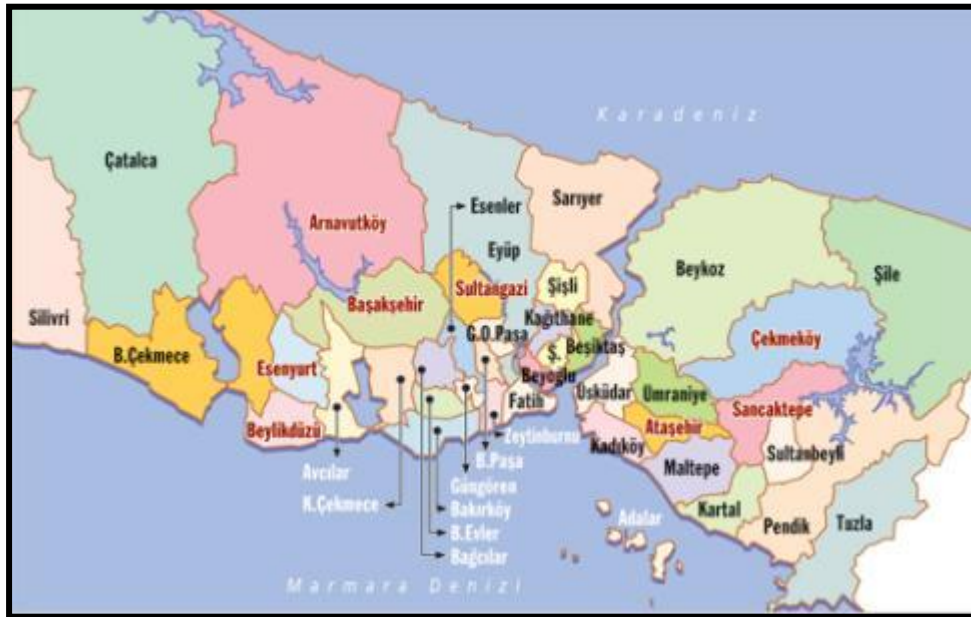 Karadeniz
Çatalca
Esenler
Sarıyer
Arnavutköy
Eyüp
Beykoz
Şile
Şişli
Sultangazi
Başakşehir
Silivri
Kağıthane
G.O.Paşa
Çekmeköy
B.Çekmece
Beşiktaş
Ş.
Esenyurt
Beyoğlu
Üsküdar
Ümraniye
Fatih
Sancaktepe
Beylikdüzü
Ataşehir
Zeytinburnu
Kadıköy
Sultanbeyli
B.Paşa
Maltepe
Avcılar
Güngören
K.Çekmece
Bakırköy
Kartal
Adalar
Pendik
Tuzla
B.Evler
Bağcılar
Marmara Denizi